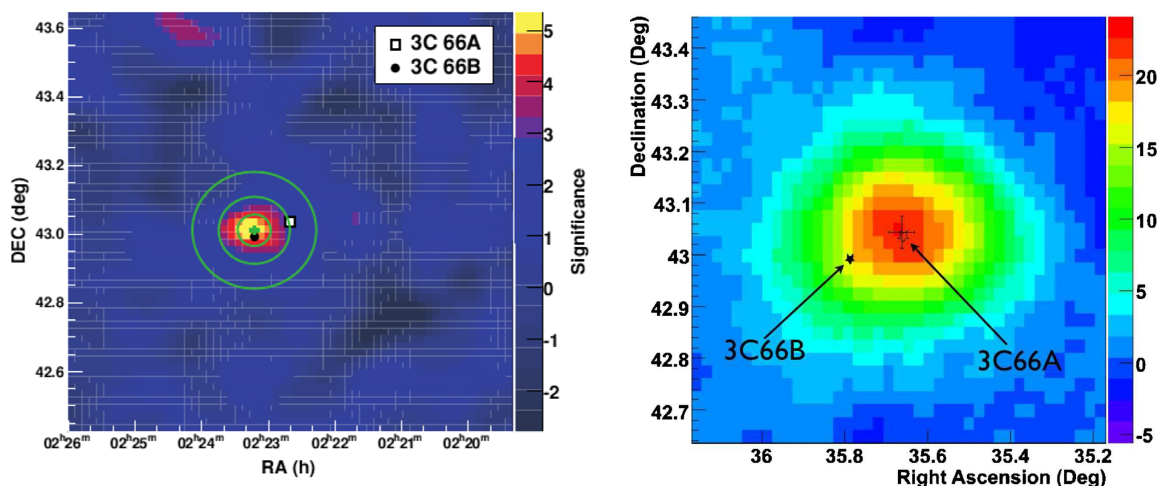 43.6
43.4
43.2
43.0
42.8
42.6
DEC (deg)
02ʰ26ᵐ 02ʰ25ᵐ 02ʰ24ᵐ 02ʰ23ᵐ 02ʰ22ᵐ 02ʰ21ᵐ 02ʰ20ᵐ
RA (h)
3C 66A
3C 66B
5
4
3
2
1
0
-1
-2
Significance
43.4
43.3
43.2
43.1
43
42.9
42.8
42.7
Declination (Deg)
3C66B
3C66A
36 35.8 35.6 35.4 35.2
Right Ascension (Deg)
20
15
10
5
0
-5